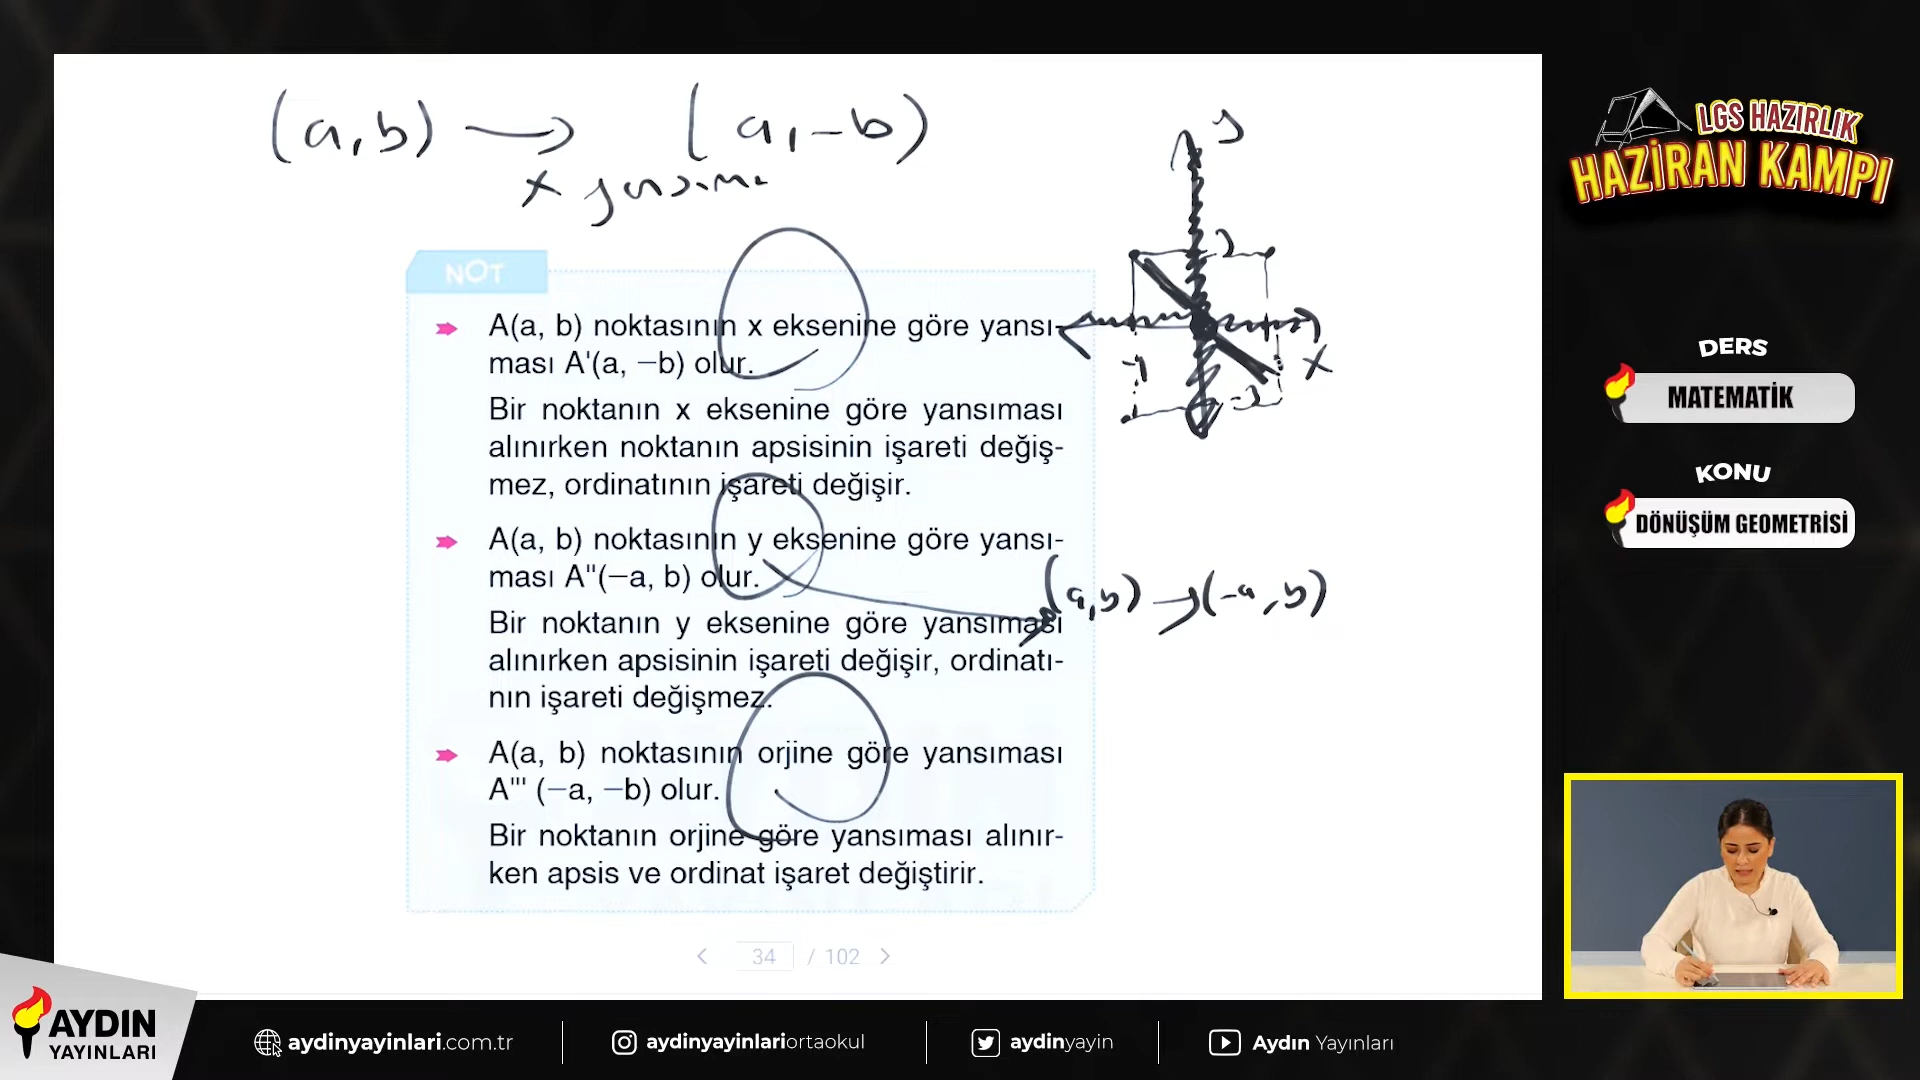 (a, b) → (a, -b)
x yansıma
y
2
-1
-2
x
NOT
A(a, b) noktasının x eksenine göre yansı-
ması A'(a, −b) olur.
Bir noktanın x eksenine göre yansıması
alınırken noktanın apsisinin işareti değiş-
mez, ordinatının işareti değişir.
A(a, b) noktasının y eksenine göre yansı-
ması A''(−a, b) olur.
(a, b) → (-a, b)
Bir noktanın y eksenine göre yansıması
alınırken apsisinin işareti değişir, ordinatı-
nın işareti değişmez.
A(a, b) noktasının orjine göre yansıması
A''' (−a, −b) olur.
Bir noktanın orjine göre yansıması alınır-
ken apsis ve ordinat işaret değiştirir.
34 / 102
LGS HAZIRLIK
HAZİRAN KAMPI
DERS
MATEMATİK
KONU
DÖNÜŞÜM GEOMETRİSİ
AYDIN
YAYINLARI
aydinyayinlari.com.tr
aydinyayinlariortaokul
aydinyayin
Aydın Yayınları